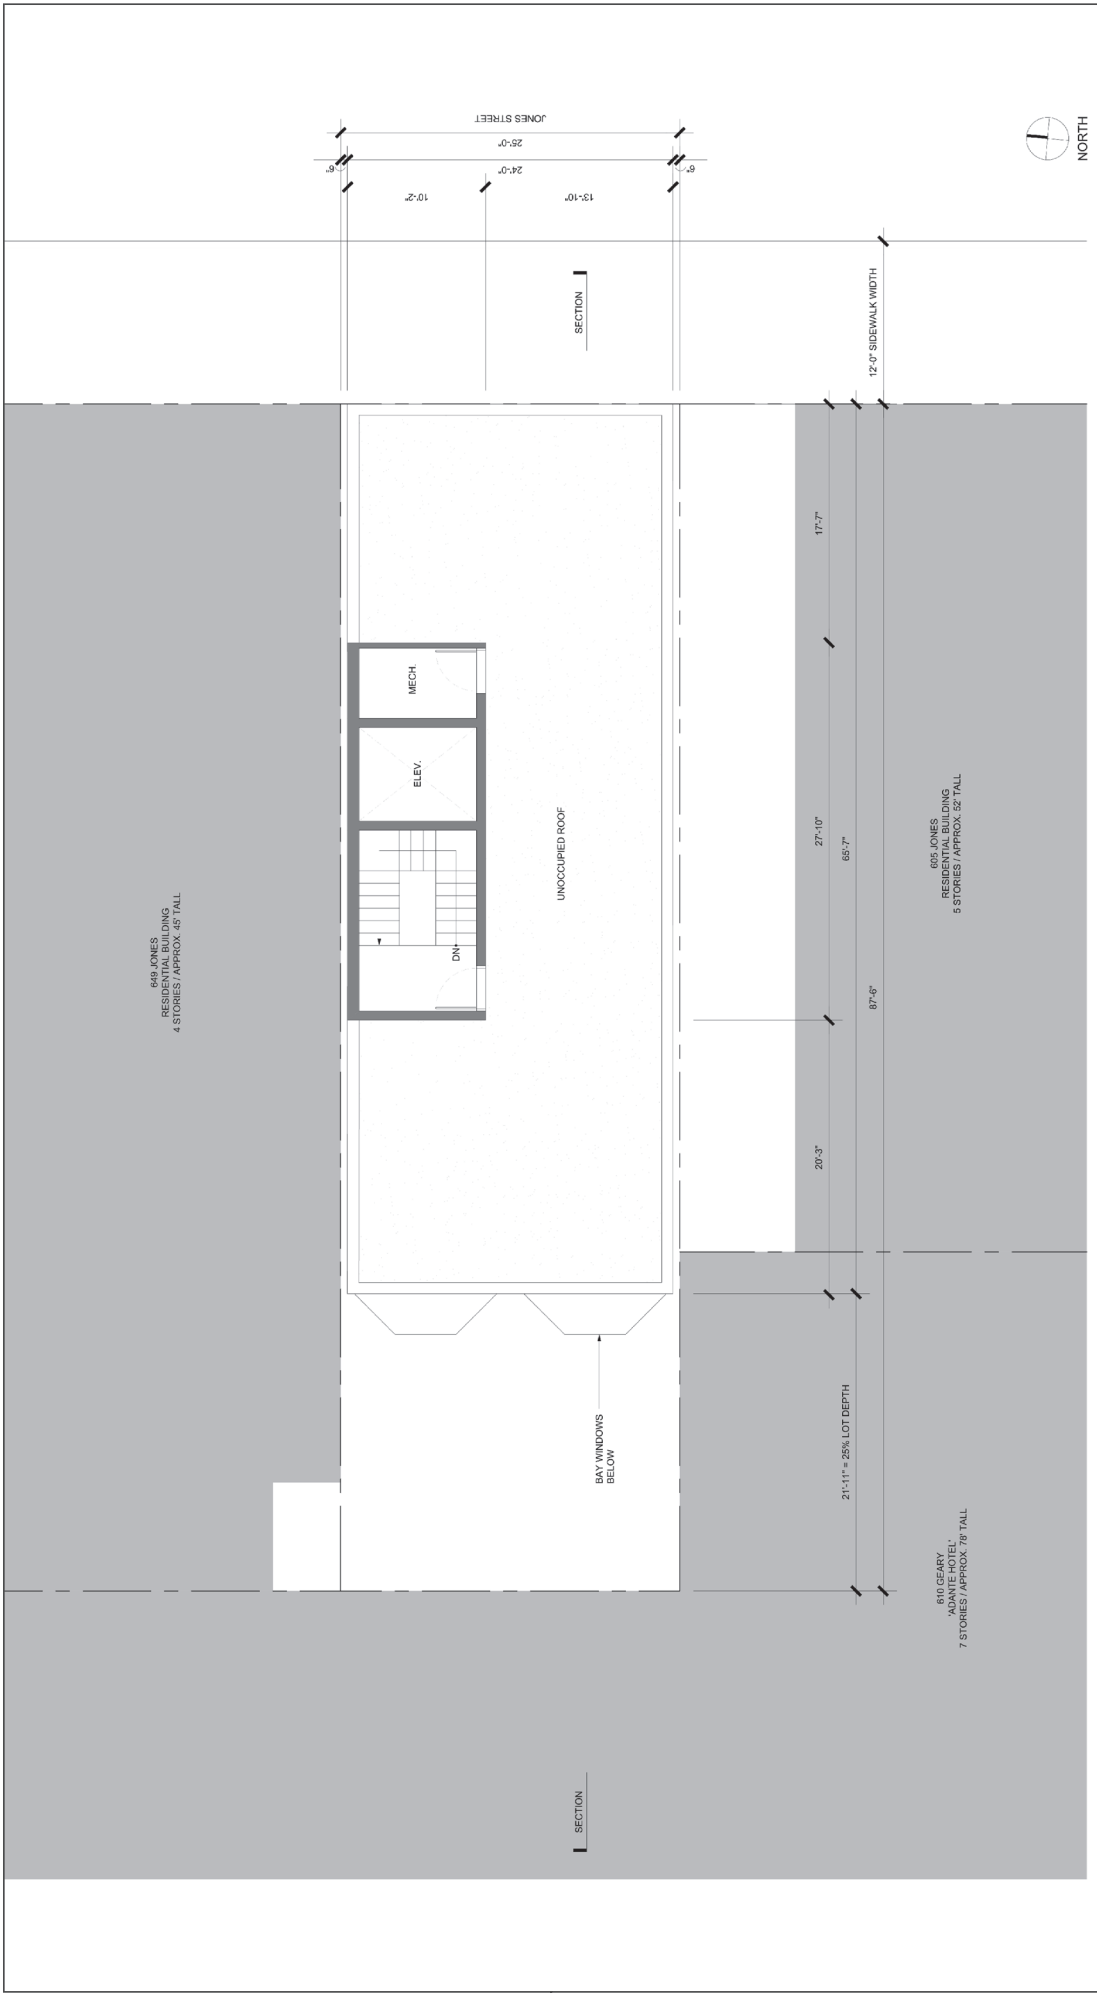 JONES STREET
25'-0"
6"
24'-0"
6"
10'-2"
13'-10"
NORTH
SECTION
12'-0" SIDEWALK WIDTH
17'-7"
MECH.
ELEV.
DN
UNOCCUPIED ROOF
27'-10"
65'-7"
87'-6"
20'-3"
649 JONES
RESIDENTIAL BUILDING
4 STORIES / APPROX. 45' TALL
605 JONES
RESIDENTIAL BUILDING
5 STORIES / APPROX. 52' TALL
BAY WINDOWS
BELOW
21'-11" = 25% LOT DEPTH
610 GEARY
'ADANTE HOTEL'
7 STORIES / APPROX. 78' TALL
SECTION